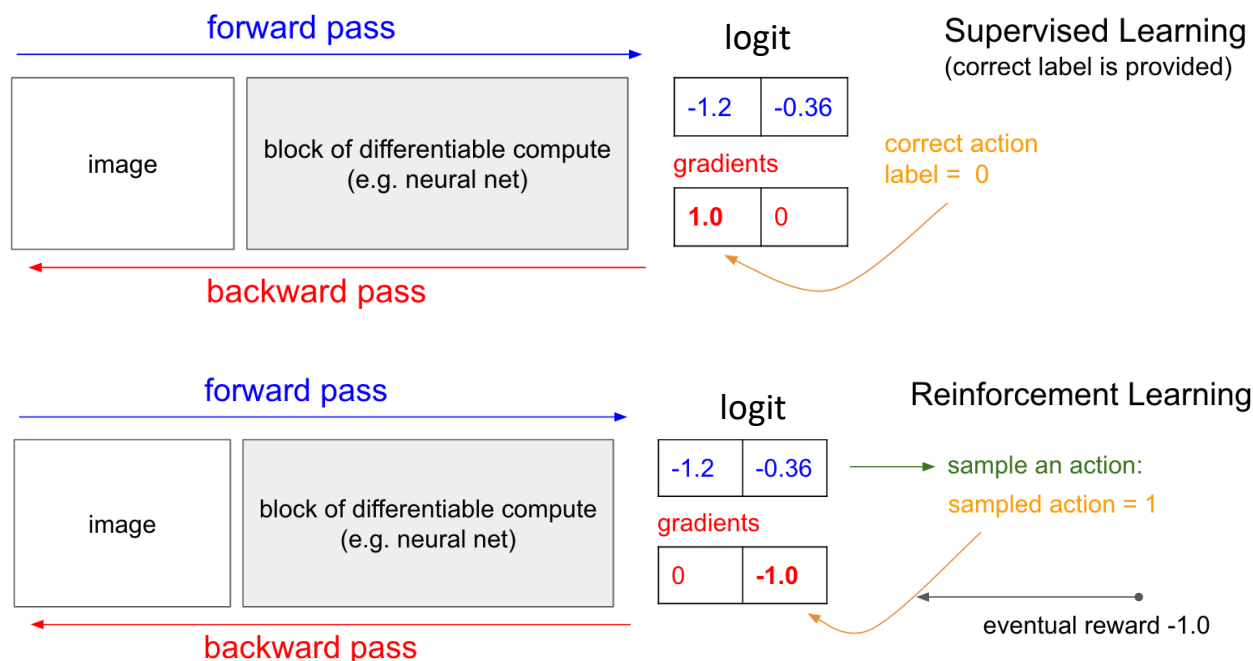 forward pass
logit
Supervised Learning
(correct label is provided)
image
block of differentiable compute
(e.g. neural net)
-1.2 -0.36
gradients
1.0 0
correct action
label = 0
backward pass
forward pass
logit
Reinforcement Learning
image
block of differentiable compute
(e.g. neural net)
-1.2 -0.36
sample an action:
sampled action = 1
gradients
0 -1.0
eventual reward -1.0
backward pass